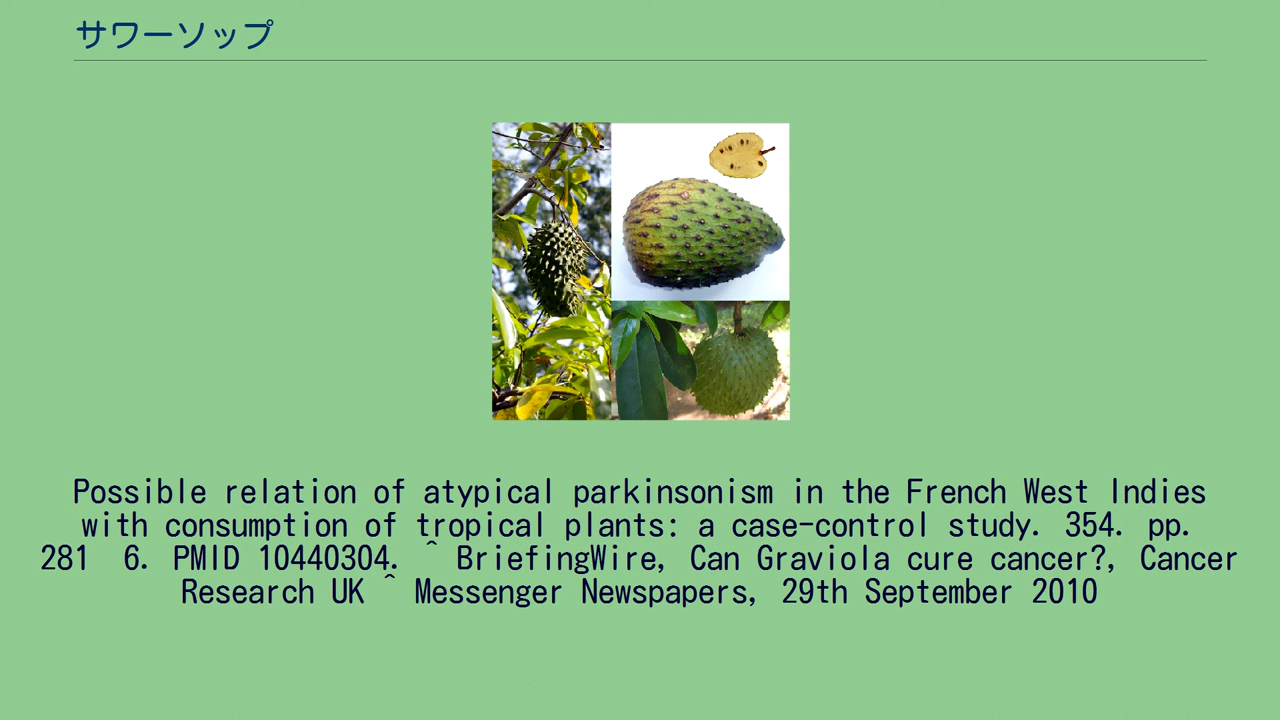 サワーソップ
Possible relation of atypical parkinsonism in the French West Indies
with consumption of tropical plants: a case-control study. 354. pp.
281 6. PMID 10440304. ^ BriefingWire, Can Graviola cure cancer?, Cancer
Research UK ^ Messenger Newspapers, 29th September 2010